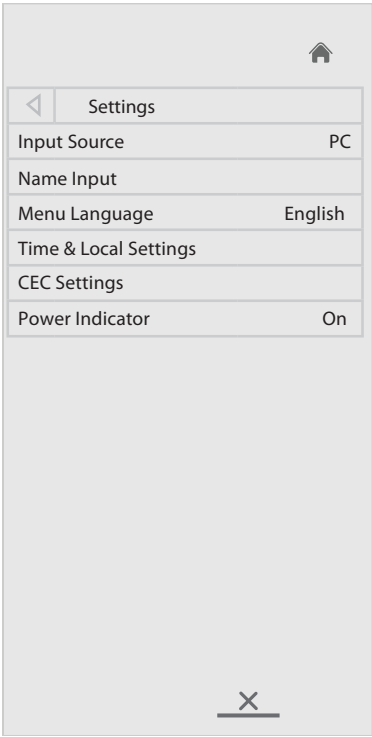 Settings
Input Source PC
Name Input
Menu Language English
Time & Local Settings
CEC Settings
Power Indicator On